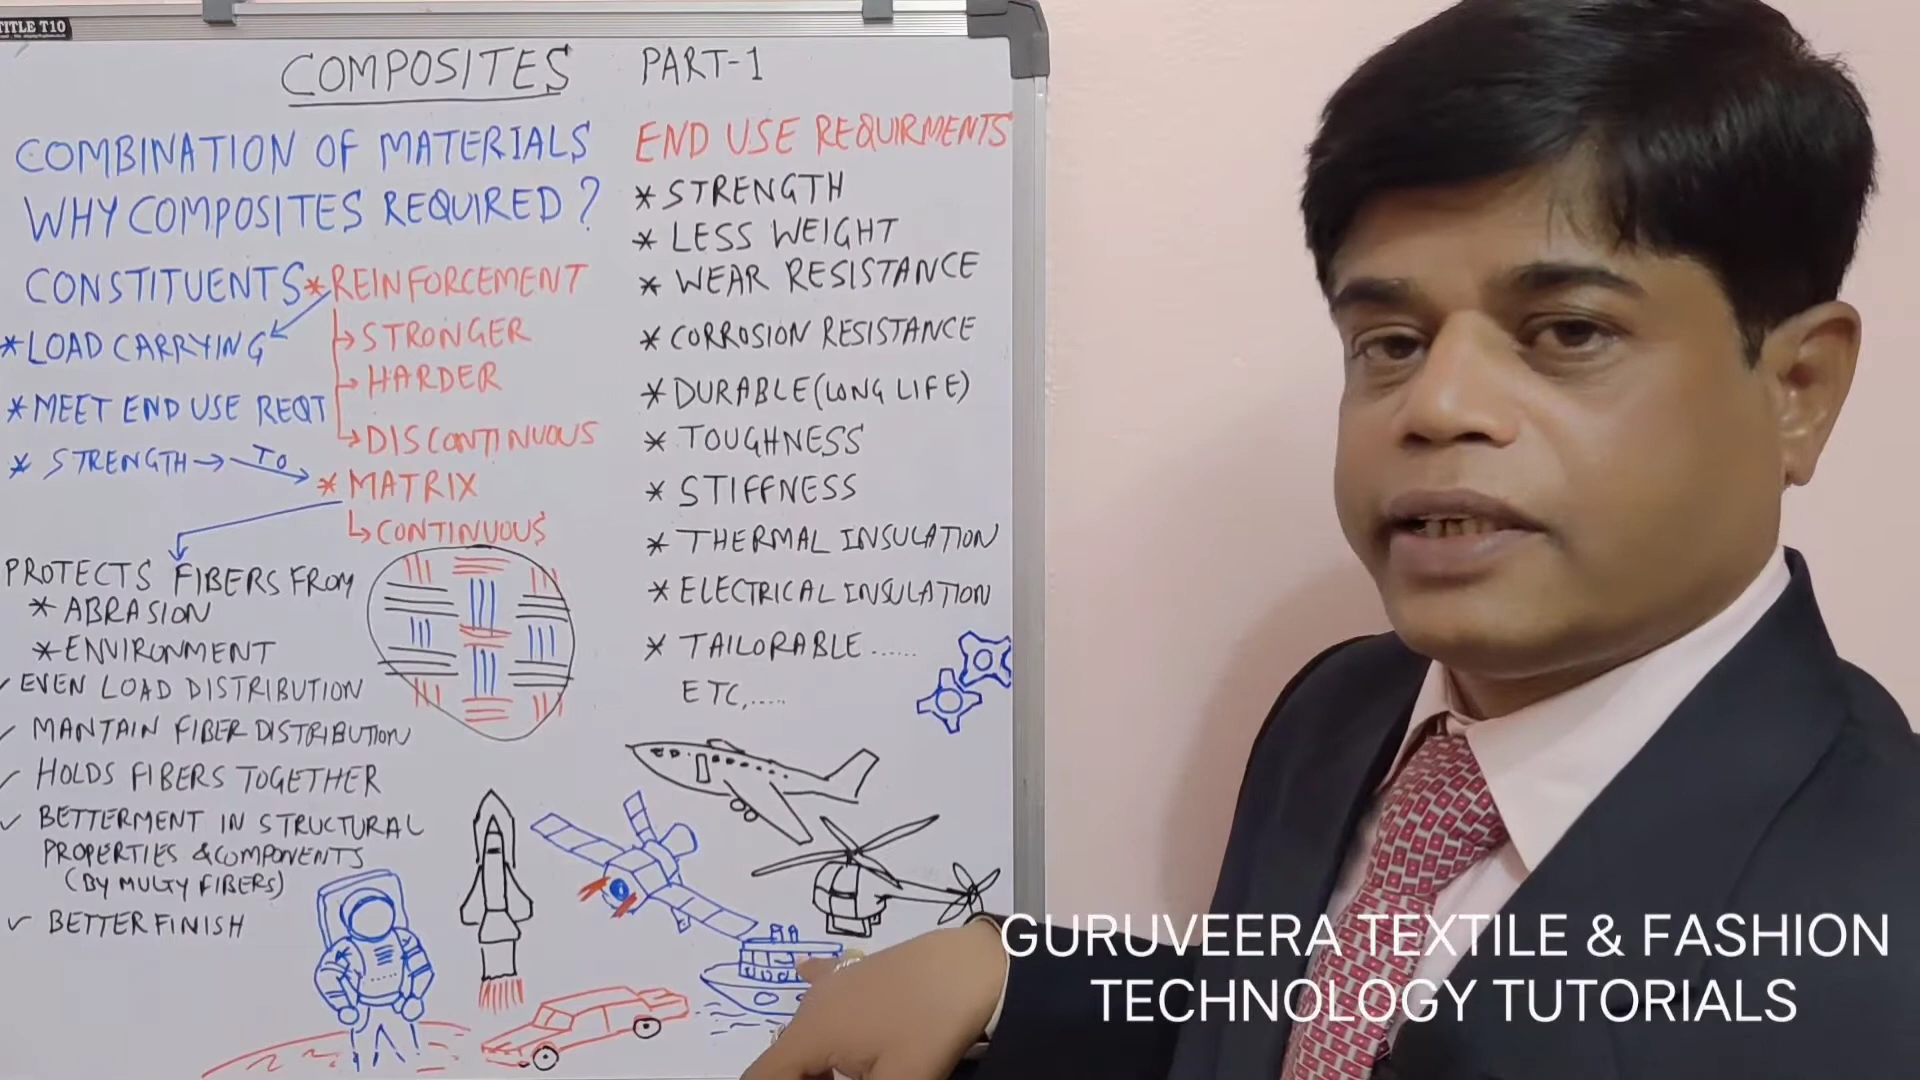 TITLE T10
COMPOSITES PART-1
COMBINATION OF MATERIALS
WHY COMPOSITES REQUIRED?
CONSTITUENTS * REINFORCEMENT
STRONGER
* LOAD CARRYING
HARDER
* MEET END USE REQT
DISCONTINUOUS
* STRENGTH → TO
* MATRIX
CONTINUOUS
PROTECTS FIBERS FROM
* ABRASION
* ENVIRONMENT
✓ EVEN LOAD DISTRIBUTION
✓ MANTAIN FIBER DISTRIBUTION
✓ HOLDS FIBERS TOGETHER
✓ BETTERMENT IN STRUCTURAL
PROPERTIES & COMPONENTS
(BY MULTY FIBERS)
✓ BETTER FINISH
END USE REQUIRMENTS
* STRENGTH
* LESS WEIGHT
* WEAR RESISTANCE
* CORROSION RESISTANCE
* DURABLE (LONG LIFE)
* TOUGHNESS
* STIFFNESS
* THERMAL INSULATION
* ELECTRICAL INSULATION
* TAILORABLE ......
ETC,.....
GURUVEERA TEXTILE & FASHION
TECHNOLOGY TUTORIALS